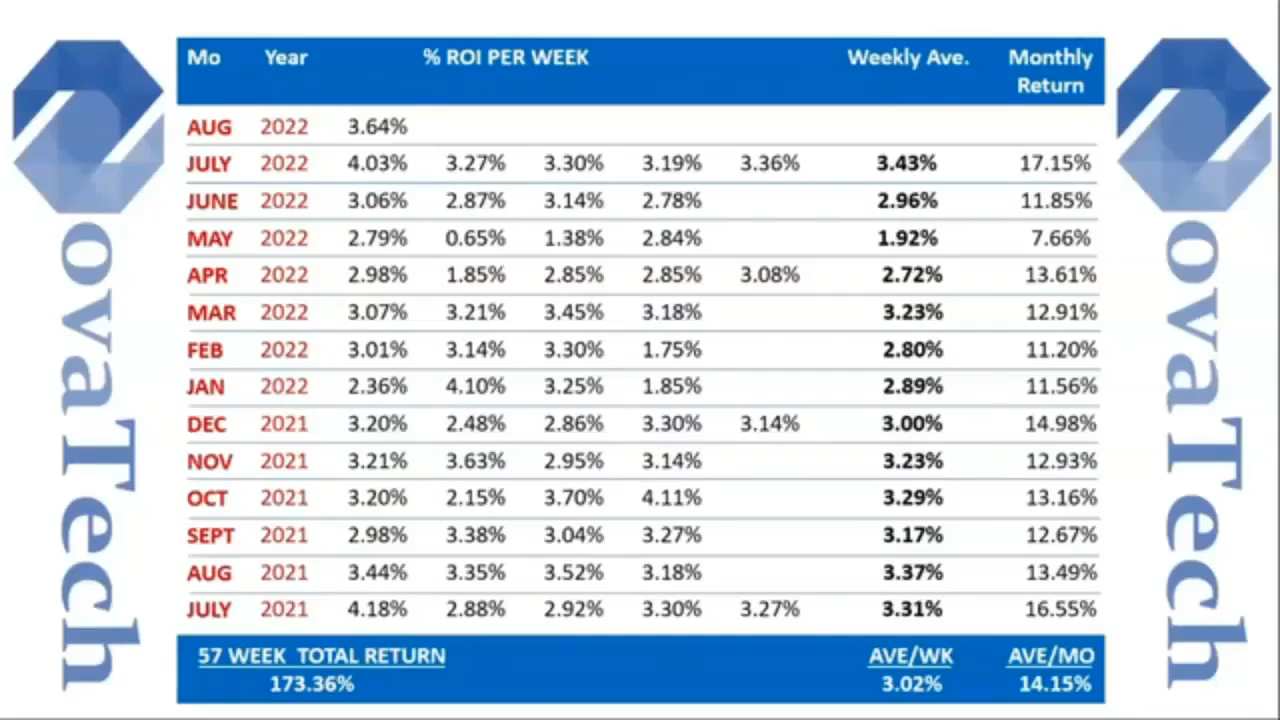 ovaTech
Mo Year % ROI PER WEEK Weekly Ave. Monthly Return
AUG 2022 3.64%
JULY 2022 4.03% 3.27% 3.30% 3.19% 3.36% 3.43% 17.15%
JUNE 2022 3.06% 2.87% 3.14% 2.78% 2.96% 11.85%
MAY 2022 2.79% 0.65% 1.38% 2.84% 1.92% 7.66%
APR 2022 2.98% 1.85% 2.85% 2.85% 3.08% 2.72% 13.61%
MAR 2022 3.07% 3.21% 3.45% 3.18% 3.23% 12.91%
FEB 2022 3.01% 3.14% 3.30% 1.75% 2.80% 11.20%
JAN 2022 2.36% 4.10% 3.25% 1.85% 2.89% 11.56%
DEC 2021 3.20% 2.48% 2.86% 3.30% 3.14% 3.00% 14.98%
NOV 2021 3.21% 3.63% 2.95% 3.14% 3.23% 12.93%
OCT 2021 3.20% 2.15% 3.70% 4.11% 3.29% 13.16%
SEPT 2021 2.98% 3.38% 3.04% 3.27% 3.17% 12.67%
AUG 2021 3.44% 3.35% 3.52% 3.18% 3.37% 13.49%
JULY 2021 4.18% 2.88% 2.92% 3.30% 3.27% 3.31% 16.55%
57 WEEK TOTAL RETURN AVE/WK AVE/MO
173.36% 3.02% 14.15%
ovaTech